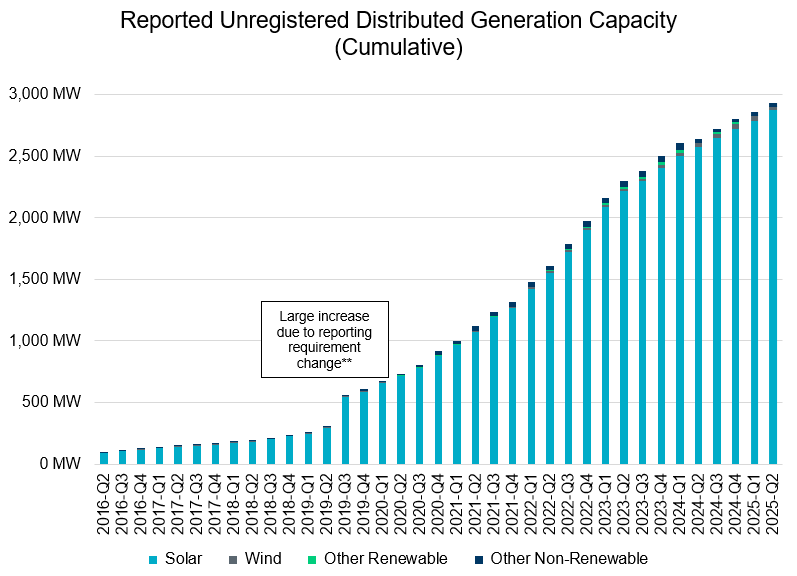 Reported Unregistered Distributed Generation Capacity
(Cumulative)
3,000 MW
2,500 MW
2,000 MW
1,500 MW
1,000 MW
500 MW
0 MW
Large increase
due to reporting
requirement
change**
2016-Q2
2016-Q3
2016-Q4
2017-Q1
2017-Q2
2017-Q3
2017-Q4
2018-Q1
2018-Q2
2018-Q3
2018-Q4
2019-Q1
2019-Q2
2019-Q3
2019-Q4
2020-Q1
2020-Q2
2020-Q3
2020-Q4
2021-Q1
2021-Q2
2021-Q3
2021-Q4
2022-Q1
2022-Q2
2022-Q3
2022-Q4
2023-Q1
2023-Q2
2023-Q3
2023-Q4
2024-Q1
2024-Q2
2024-Q3
2024-Q4
2025-Q1
2025-Q2
Solar
Wind
Other Renewable
Other Non-Renewable